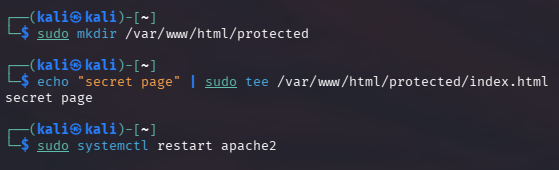 ┌──(kali㉿kali)-[~]
└─$ sudo mkdir /var/www/html/protected
┌──(kali㉿kali)-[~]
└─$ echo "secret page" | sudo tee /var/www/html/protected/index.html
secret page
┌──(kali㉿kali)-[~]
└─$ sudo systemctl restart apache2